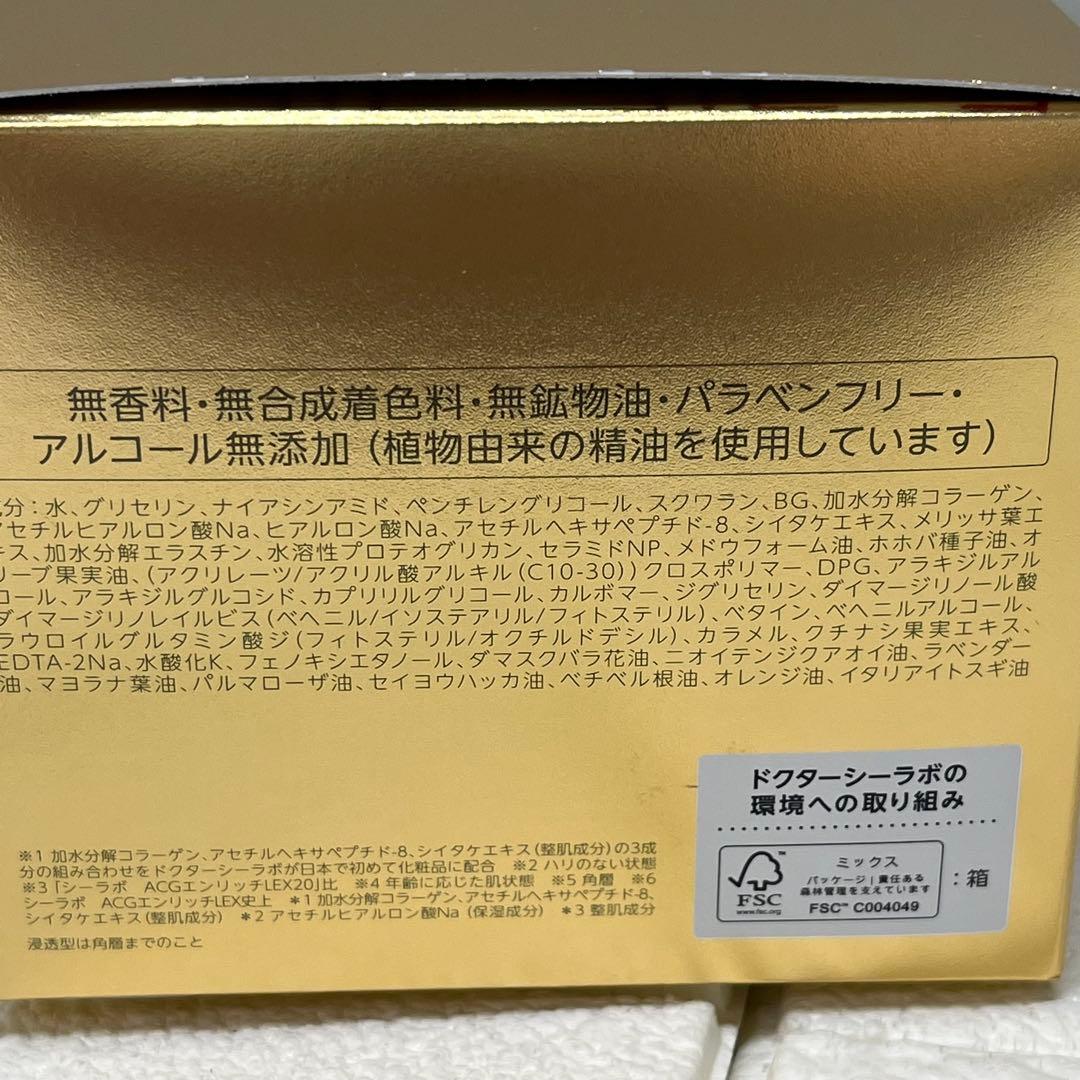 無香料・無合成着色料・無鉱物油・パラベンフリー・
アルコール無添加（植物由来の精油を使用しています）
分：水、グリセリン、ナイアシンアミド、ペンチレングリコール、スクワラン、BG、加水分解コラーゲン、
アセチルヒアルロン酸Na、ヒアルロン酸Na、アセチルヘキサペプチド-8、シイタケエキス、メリッサ葉エ
キス、加水分解エラスチン、水溶性プロテオグリカン、セラミドNP、メドウフォーム油、ホホバ種子油、オ
リーブ果実油、（アクリレーツ/アクリル酸アルキル（C10-30））クロスポリマー、DPG、アラキジルアル
コール、アラキジルグルコシド、カプリリルグリコール、カルボマー、ジグリセリン、ダイマージリノール酸
ダイマージリノレイルビス（ベヘニル/イソステアリル/フィトステリル）、ベタイン、ベヘニルアルコール、
ラウロイルグルタミン酸ジ（フィトステリル/オクチルドデシル）、カラメル、クチナシ果実エキス、
EDTA-2Na、水酸化K、フェノキシエタノール、ダマスクバラ花油、ニオイテンジクアオイ油、ラベンダー
油、マヨラナ葉油、パルマローザ油、セイヨウハッカ油、ベチベル根油、オレンジ油、イタリアイトスギ油
※1 加水分解コラーゲン、アセチルヘキサペプチド-8、シイタケエキス（整肌成分）の3成
分の組み合わせをドクターシーラボが日本で初めて化粧品に配合 ※2 ハリのない状態
※3「シーラボ ACGエンリッチLEX20」比 ※4 年齢に応じた肌状態 ※5 角層 ※6
シーラボ ACGエンリッチLEX史上 ＊1 加水分解コラーゲン、アセチルヘキサペプチド-8、
シイタケエキス（整肌成分） ＊2 アセチルヒアルロン酸Na（保湿成分） ＊3 整肌成分
浸透型は角層までのこと
ドクターシーラボの
環境への取り組み
FSC
www.fsc.org
ミックス
パッケージ｜責任ある
森林管理を支えています
FSC™ C004049
：箱